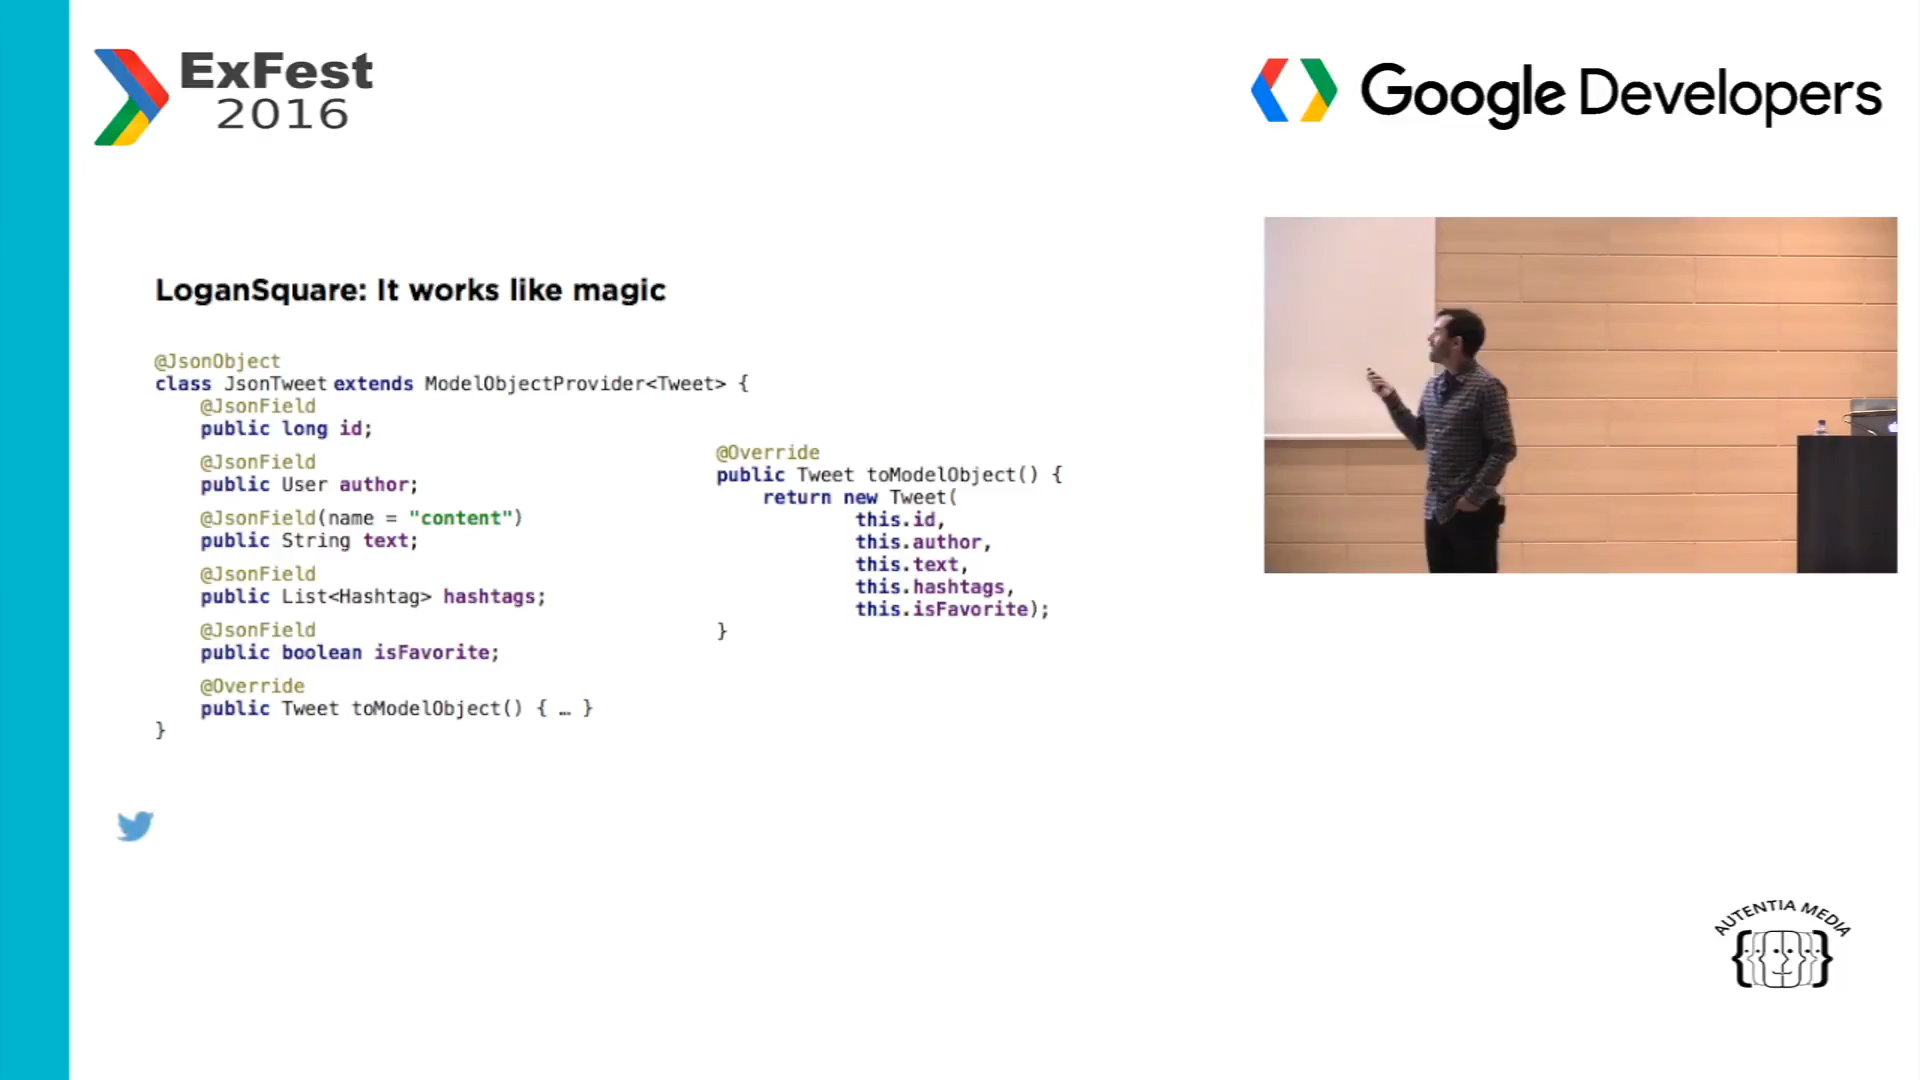 ExFest
2016
Google Developers
LoganSquare: It works like magic
@JsonObject
class JsonTweet extends ModelObjectProvider<Tweet> {
@JsonField
public long id;
@JsonField
public User author;
@JsonField(name = "content")
public String text;
@JsonField
public List<Hashtag> hashtags;
@JsonField
public boolean isFavorite;
@Override
public Tweet toModelObject() { … }
}
@Override
public Tweet toModelObject() {
return new Tweet(
this.id,
this.author,
this.text,
this.hashtags,
this.isFavorite);
}
AUTENTIA MEDIA